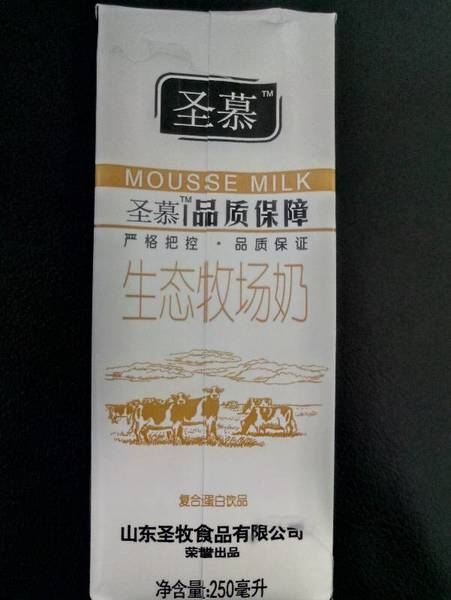 圣慕™
MOUSSE MILK
圣慕™|品质保障
严格把控·品质保证
生态牧场奶
复合蛋白饮品
山东圣牧食品有限公司
荣誉出品
净含量:250毫升